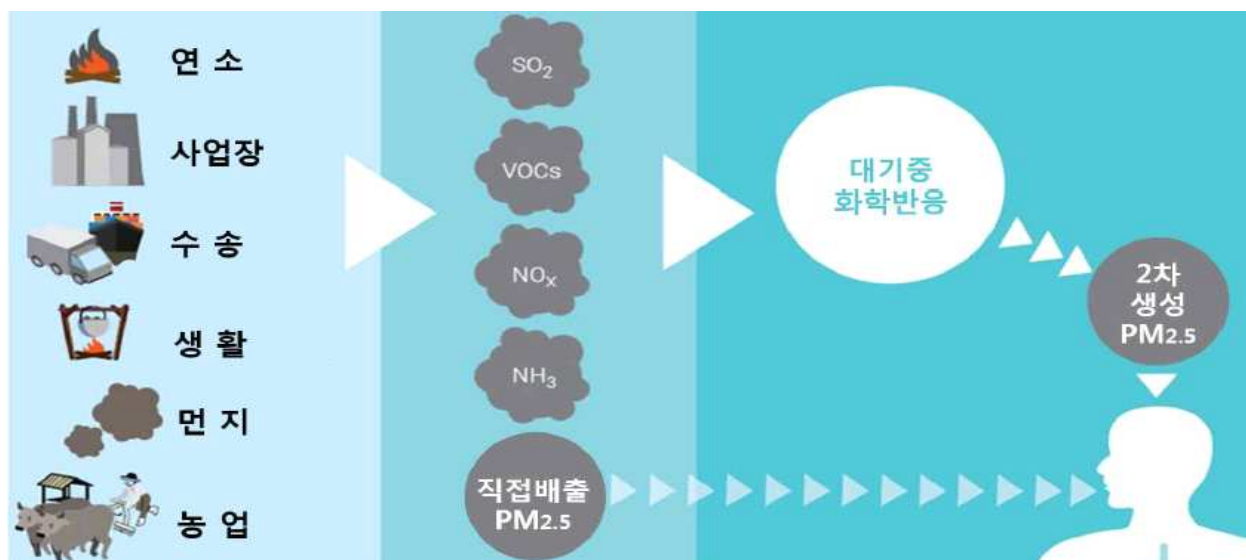 연 소
사업장
수 송
생 활
먼 지
농 업
SO₂
VOCs
NOₓ
NH₃
직접배출
PM2.5
대기중
화학반응
2차
생성
PM2.5